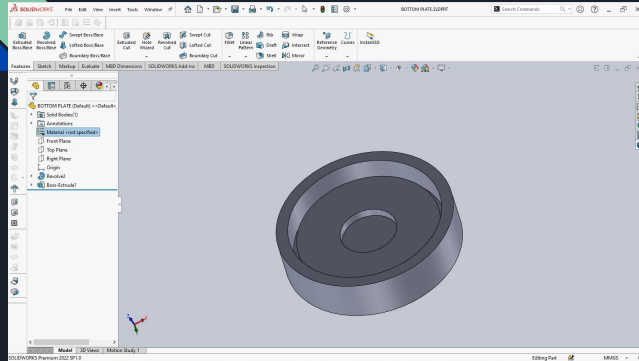 SOLIDWORKS File Edit View Insert Tools Window
BOTTOM PLATE.SLDPRT
Search Commands
Extruded Boss/Base
Revolved Boss/Base
Swept Boss/Base
Lofted Boss/Base
Boundary Boss/Base
Extruded Cut
Hole Wizard
Revolved Cut
Swept Cut
Lofted Cut
Boundary Cut
Fillet
Linear Pattern
Rib
Draft
Shell
Wrap
Intersect
Mirror
Reference Geometry
Curves
Instant3D
Features Sketch Markup Evaluate MBD Dimensions SOLIDWORKS Add-Ins MBD SOLIDWORKS Inspection
BOTTOM PLATE (Default) <<Default>
Solid Bodies(1)
Annotations
Material <not specified>
Front Plane
Top Plane
Right Plane
Origin
Revolve2
Boss-Extrude1
Model 3D Views Motion Study 1
SOLIDWORKS Premium 2022 SP1.0
Editing Part
MMGS